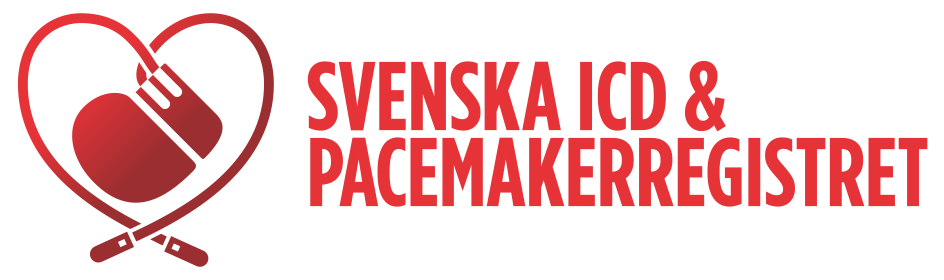 SVENSKA ICD &
PACEMAKERREGISTRET